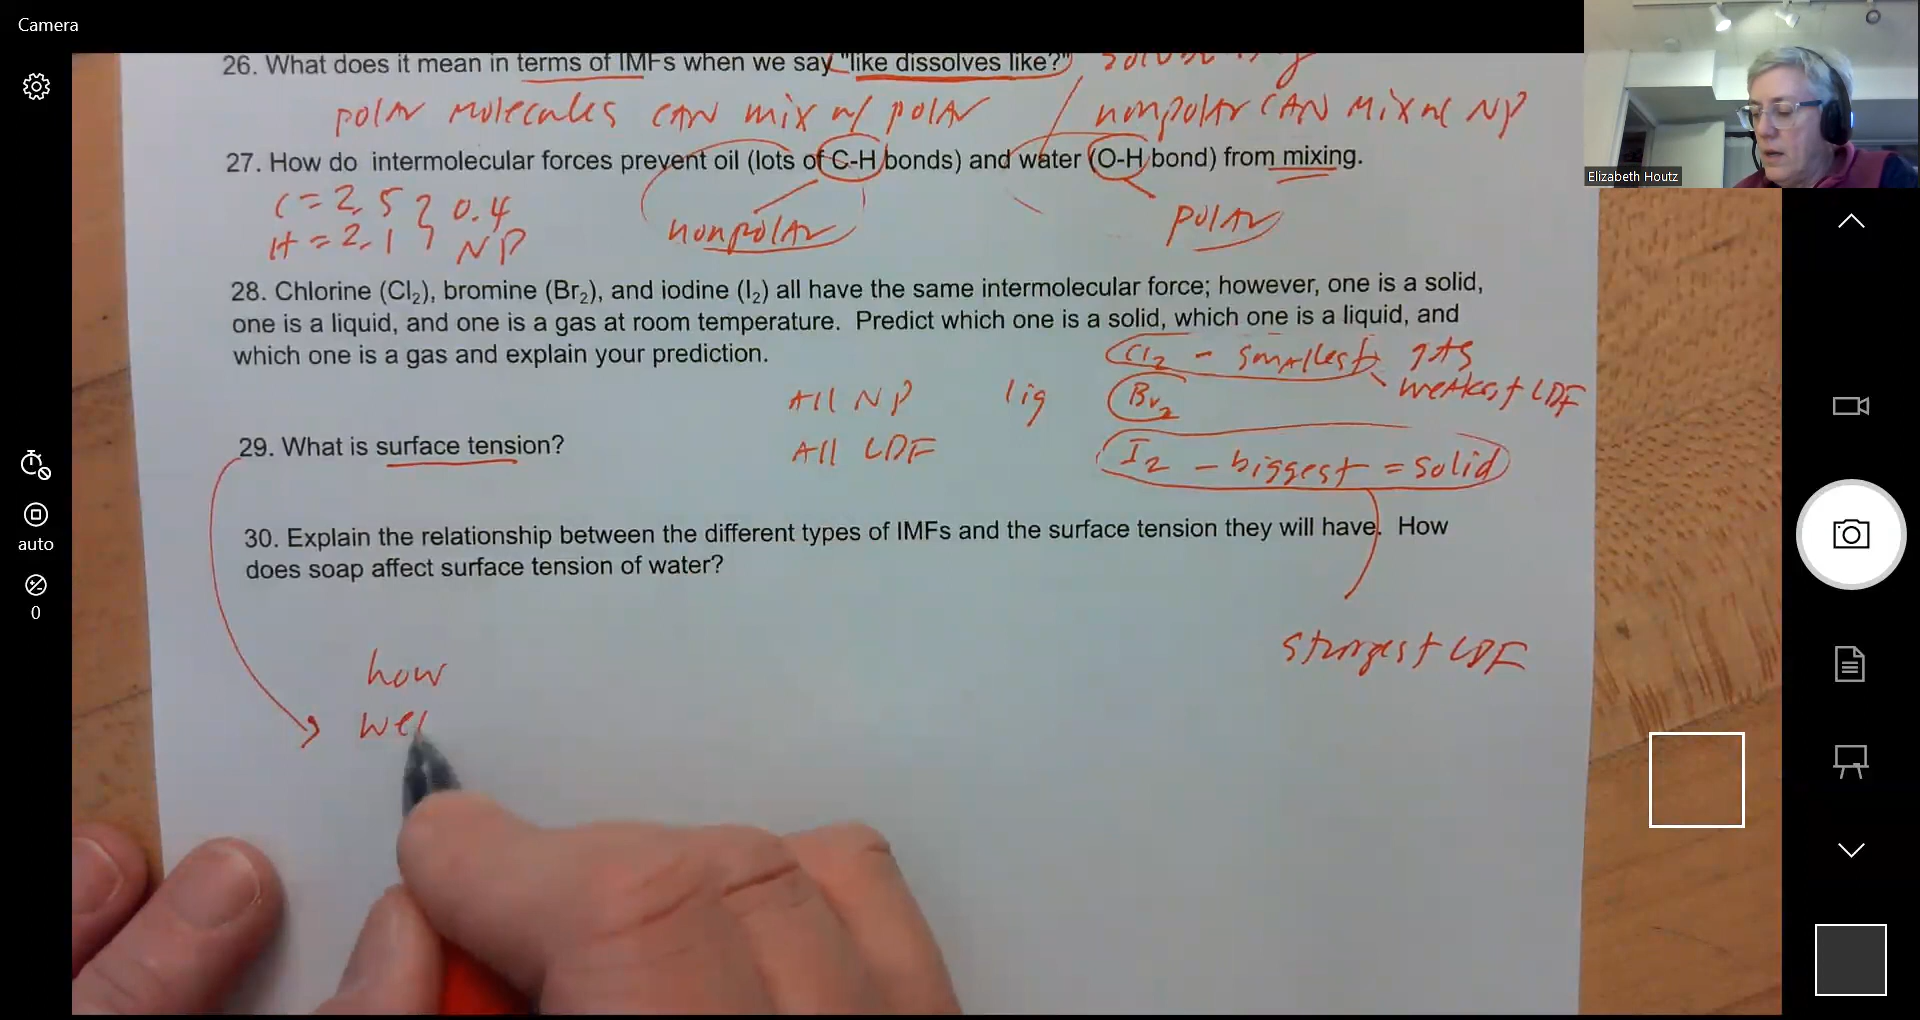 Camera
26. What does it mean in terms of IMFs when we say "like dissolves like?"
polar molecules CAN mix w/ polar / nonpolar CAN mix w/ NP
Elizabeth Houtz
27. How do intermolecular forces prevent oil (lots of C-H bonds) and water (O-H bond) from mixing.
C = 2.5 } 0.4
H = 2.1 } NP
nonpolar
polar
28. Chlorine (Cl₂), bromine (Br₂), and iodine (I₂) all have the same intermolecular force; however, one is a solid,
one is a liquid, and one is a gas at room temperature. Predict which one is a solid, which one is a liquid, and
which one is a gas and explain your prediction.
Cl₂ - smallest gas
weakest LDF
All NP
liq Br₂
All LDF
I₂ - biggest = solid
29. What is surface tension?
auto
0
30. Explain the relationship between the different types of IMFs and the surface tension they will have. How
does soap affect surface tension of water?
strongest LDF
how
wel